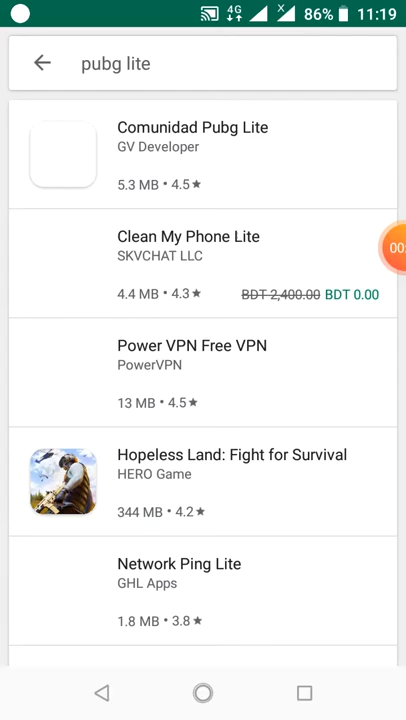 4G X 86% 11:19
pubg lite
Comunidad Pubg Lite
GV Developer
5.3 MB • 4.5★
Clean My Phone Lite
SKVCHAT LLC
4.4 MB • 4.3★ BDT 2,400.00 BDT 0.00
00:
Power VPN Free VPN
PowerVPN
13 MB • 4.5★
Hopeless Land: Fight for Survival
HERO Game
344 MB • 4.2★
Network Ping Lite
GHL Apps
1.8 MB • 3.8★